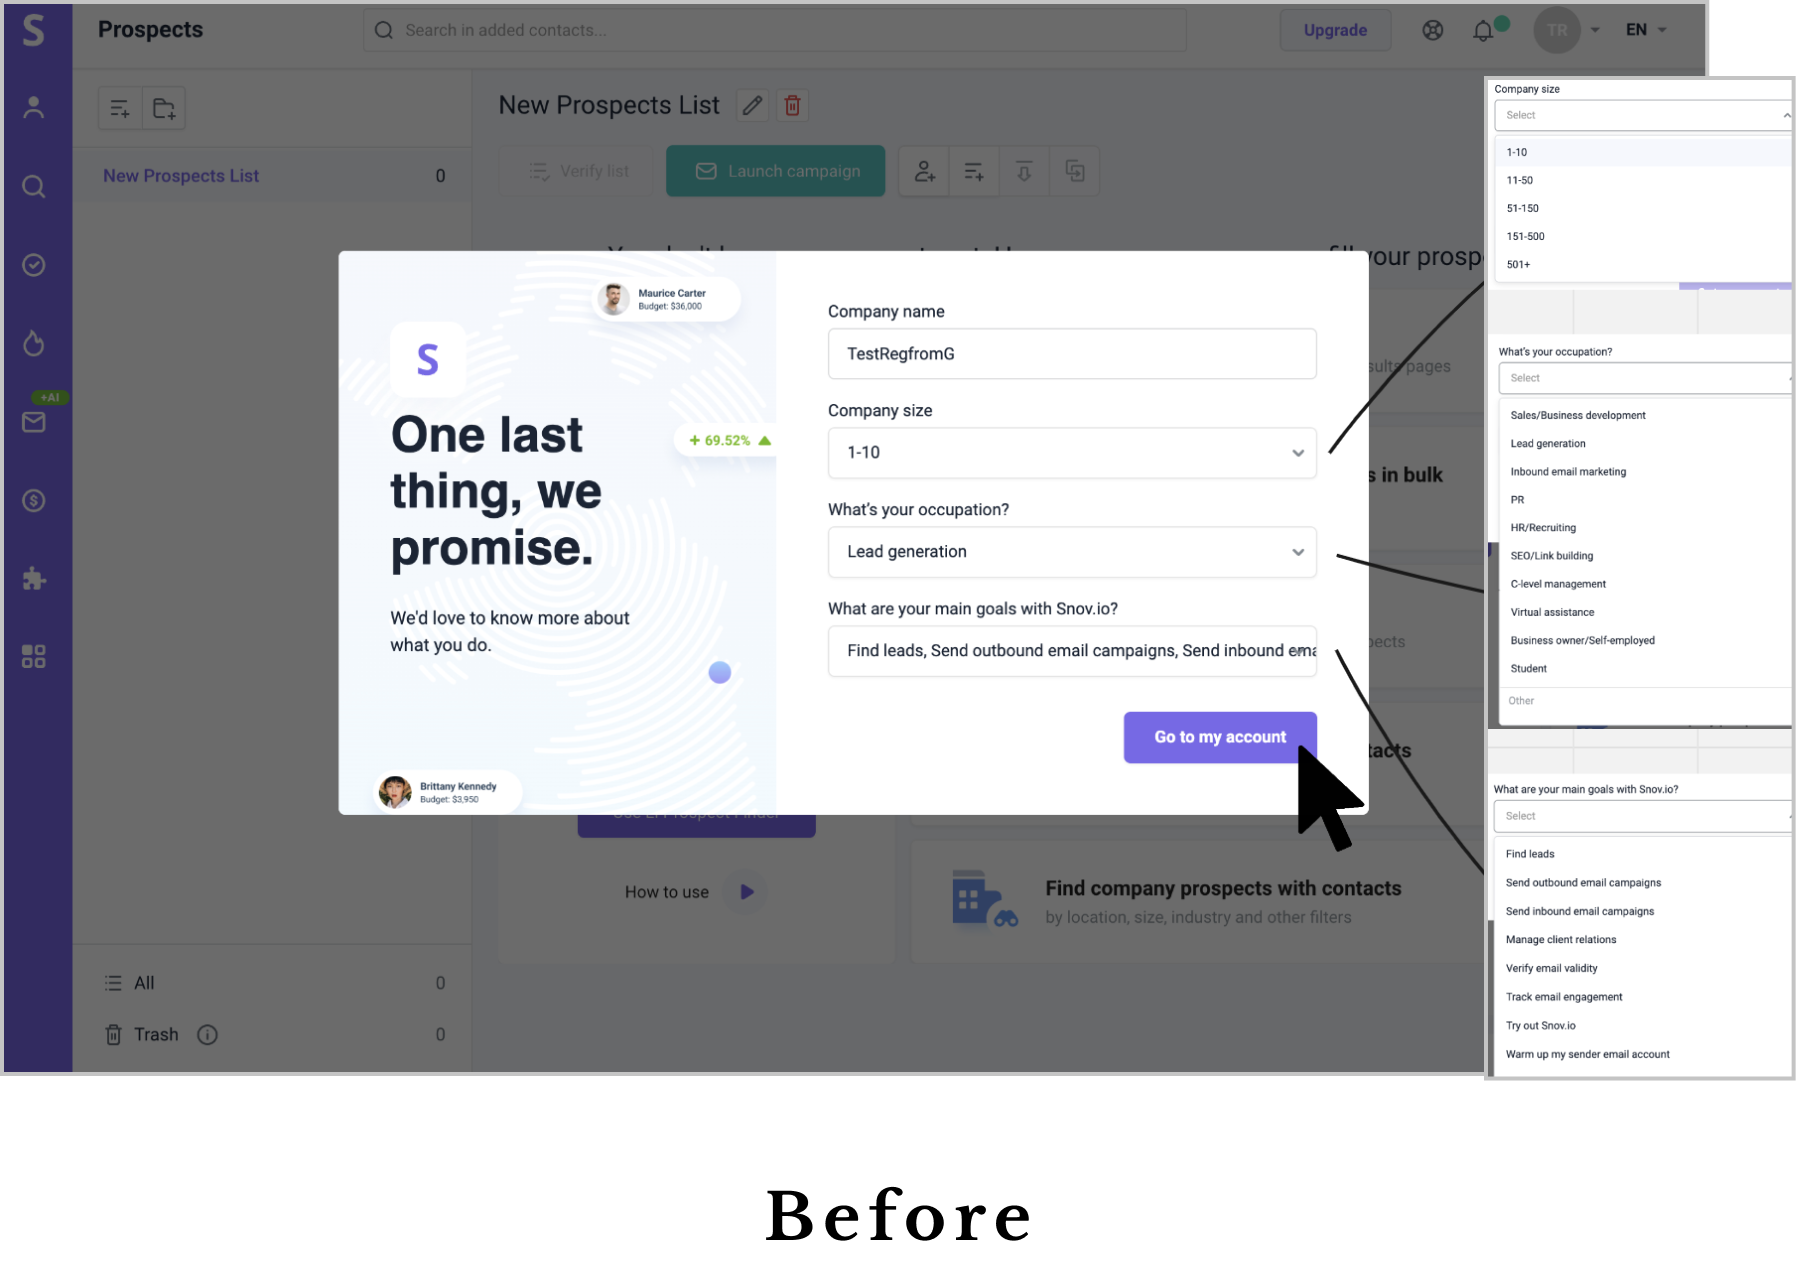 S
Prospects
Search in added contacts...
Upgrade
TR
EN
New Prospects List
0
New Prospects List
Verify list
Launch campaign
+AI
your prosp
sults pages
s in bulk
pects
tacts
Maurice Carter
Budget: $36,000
S
+ 69.52%
One last
thing, we
promise.
We'd love to know more about
what you do.
Brittany Kennedy
Budget: $3,950
Company name
TestRegfromG
Company size
1-10
What's your occupation?
Lead generation
What are your main goals with Snov.io?
Find leads, Send outbound email campaigns, Send inbound ema
Go to my account
How to use
Find company prospects with contacts
by location, size, industry and other filters
All
0
Trash
0
Company size
Select
1-10
11-50
51-150
151-500
501+
What's your occupation?
Select
Sales/Business development
Lead generation
Inbound email marketing
PR
HR/Recruiting
SEO/Link building
C-level management
Virtual assistance
Business owner/Self-employed
Student
Other
What are your main goals with Snov.io?
Select
Find leads
Send outbound email campaigns
Send inbound email campaigns
Manage client relations
Verify email validity
Track email engagement
Try out Snov.io
Warm up my sender email account
Before